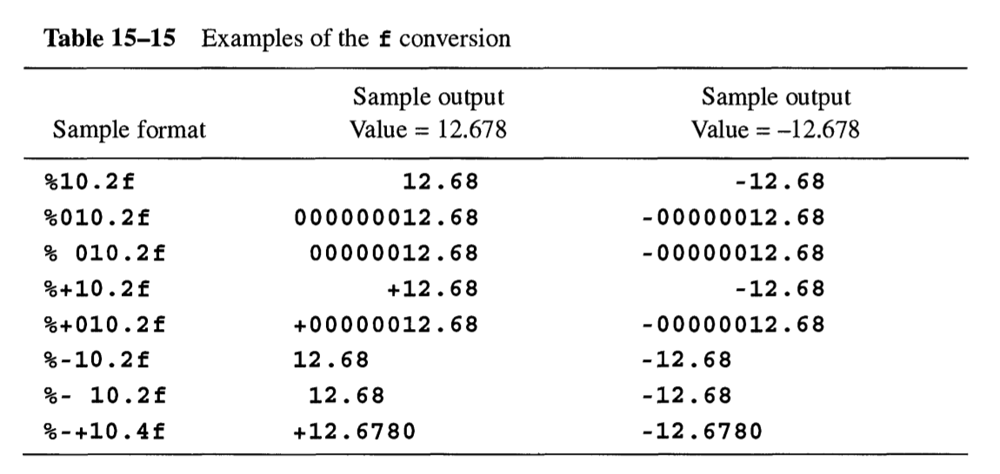 Table 15–15 Examples of the f conversion
Sample format Sample output Value = 12.678 Sample output Value = –12.678
%10.2f 12.68 -12.68
%010.2f 000000012.68 -00000012.68
% 010.2f 00000012.68 -00000012.68
%+10.2f +12.68 -12.68
%+010.2f +00000012.68 -00000012.68
%-10.2f 12.68 -12.68
%- 10.2f 12.68 -12.68
%-+10.4f +12.6780 -12.6780